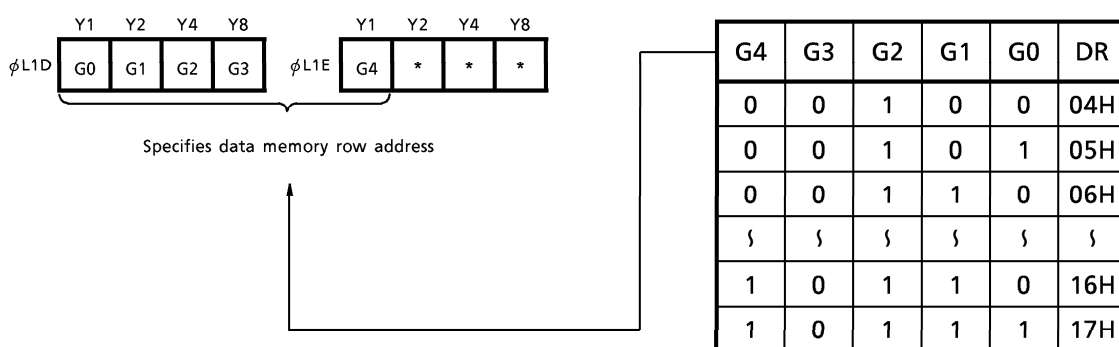 Y1 Y2 Y4 Y8
φL1D G0 G1 G2 G3
Y1 Y2 Y4 Y8
φL1E G4 * * *
Specifies data memory row address
G4 G3 G2 G1 G0 DR
0 0 1 0 0 04H
0 0 1 0 1 05H
0 0 1 1 0 06H
~ ~ ~ ~ ~ ~
1 0 1 1 0 16H
1 0 1 1 1 17H